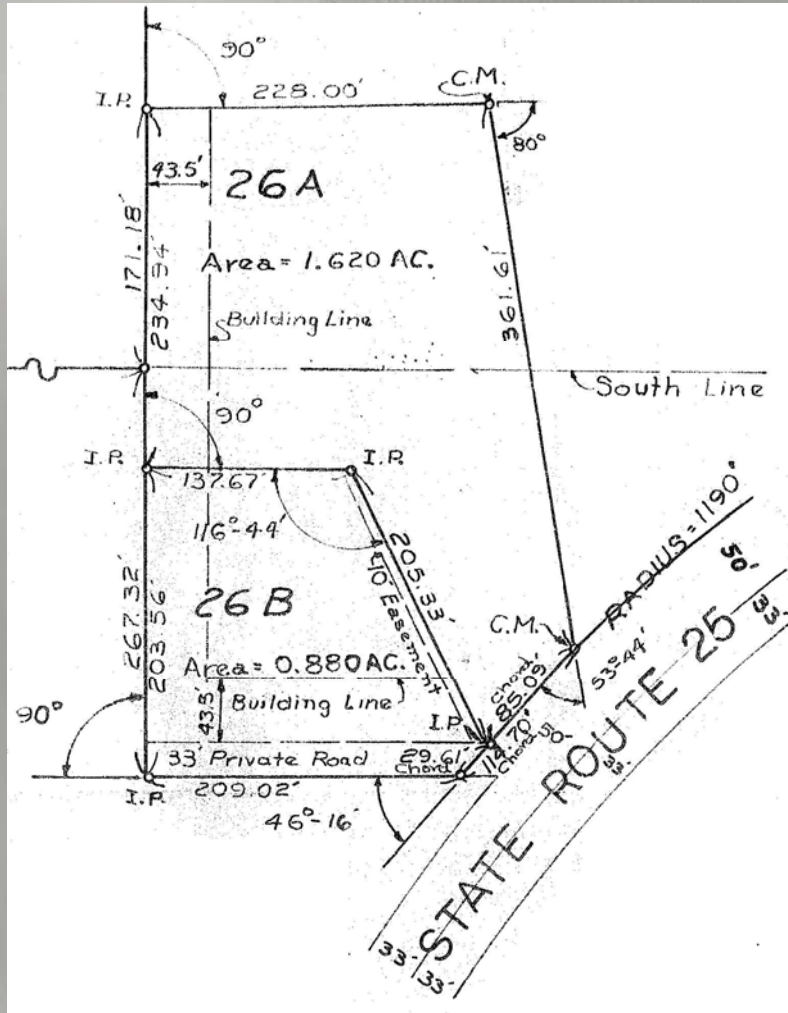 90°
I.P.
228.00'
C.M.
80°
43.5'
26A
171.18'
234.94'
Area = 1.620 AC.
361.61'
Building Line
South Line
90°
I.P.
I.P.
137.67'
116°-44'
205.33'
10' Easement
RADIUS = 1190°
50'
33'
26B
267.32'
203.56'
C.M.
STATE ROUTE 25
53°-44'
Area = 0.880 AC.
Chord
85.09'
43.5'
Building Line
90°
I.P.
114.70'
Chord
33' Private Road
29.61'
Chord
33'
I.P.
209.02'
46°-16'
33'
33'